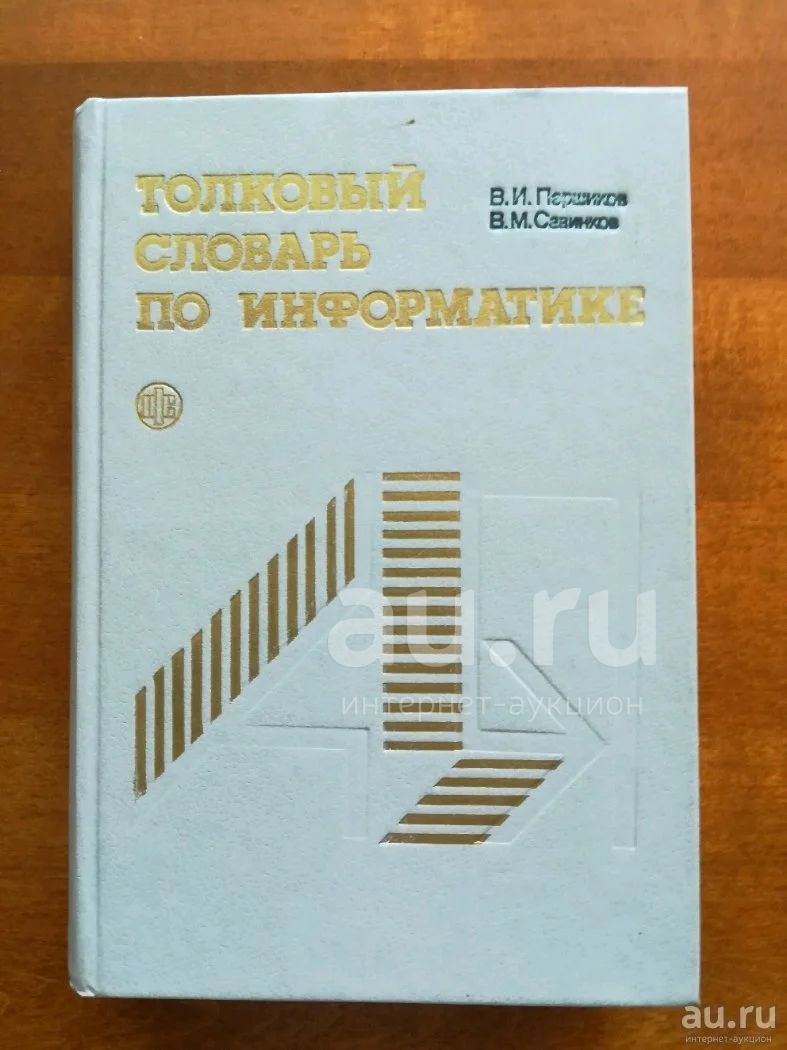 ТОЛКОВЫЙ
СЛОВАРЬ
ПО ИНФОРМАТИКЕ
В.И. Першиков
В.М. Савинков
au.ru
интернет-аукцион
au.ru
интернет-аукцион